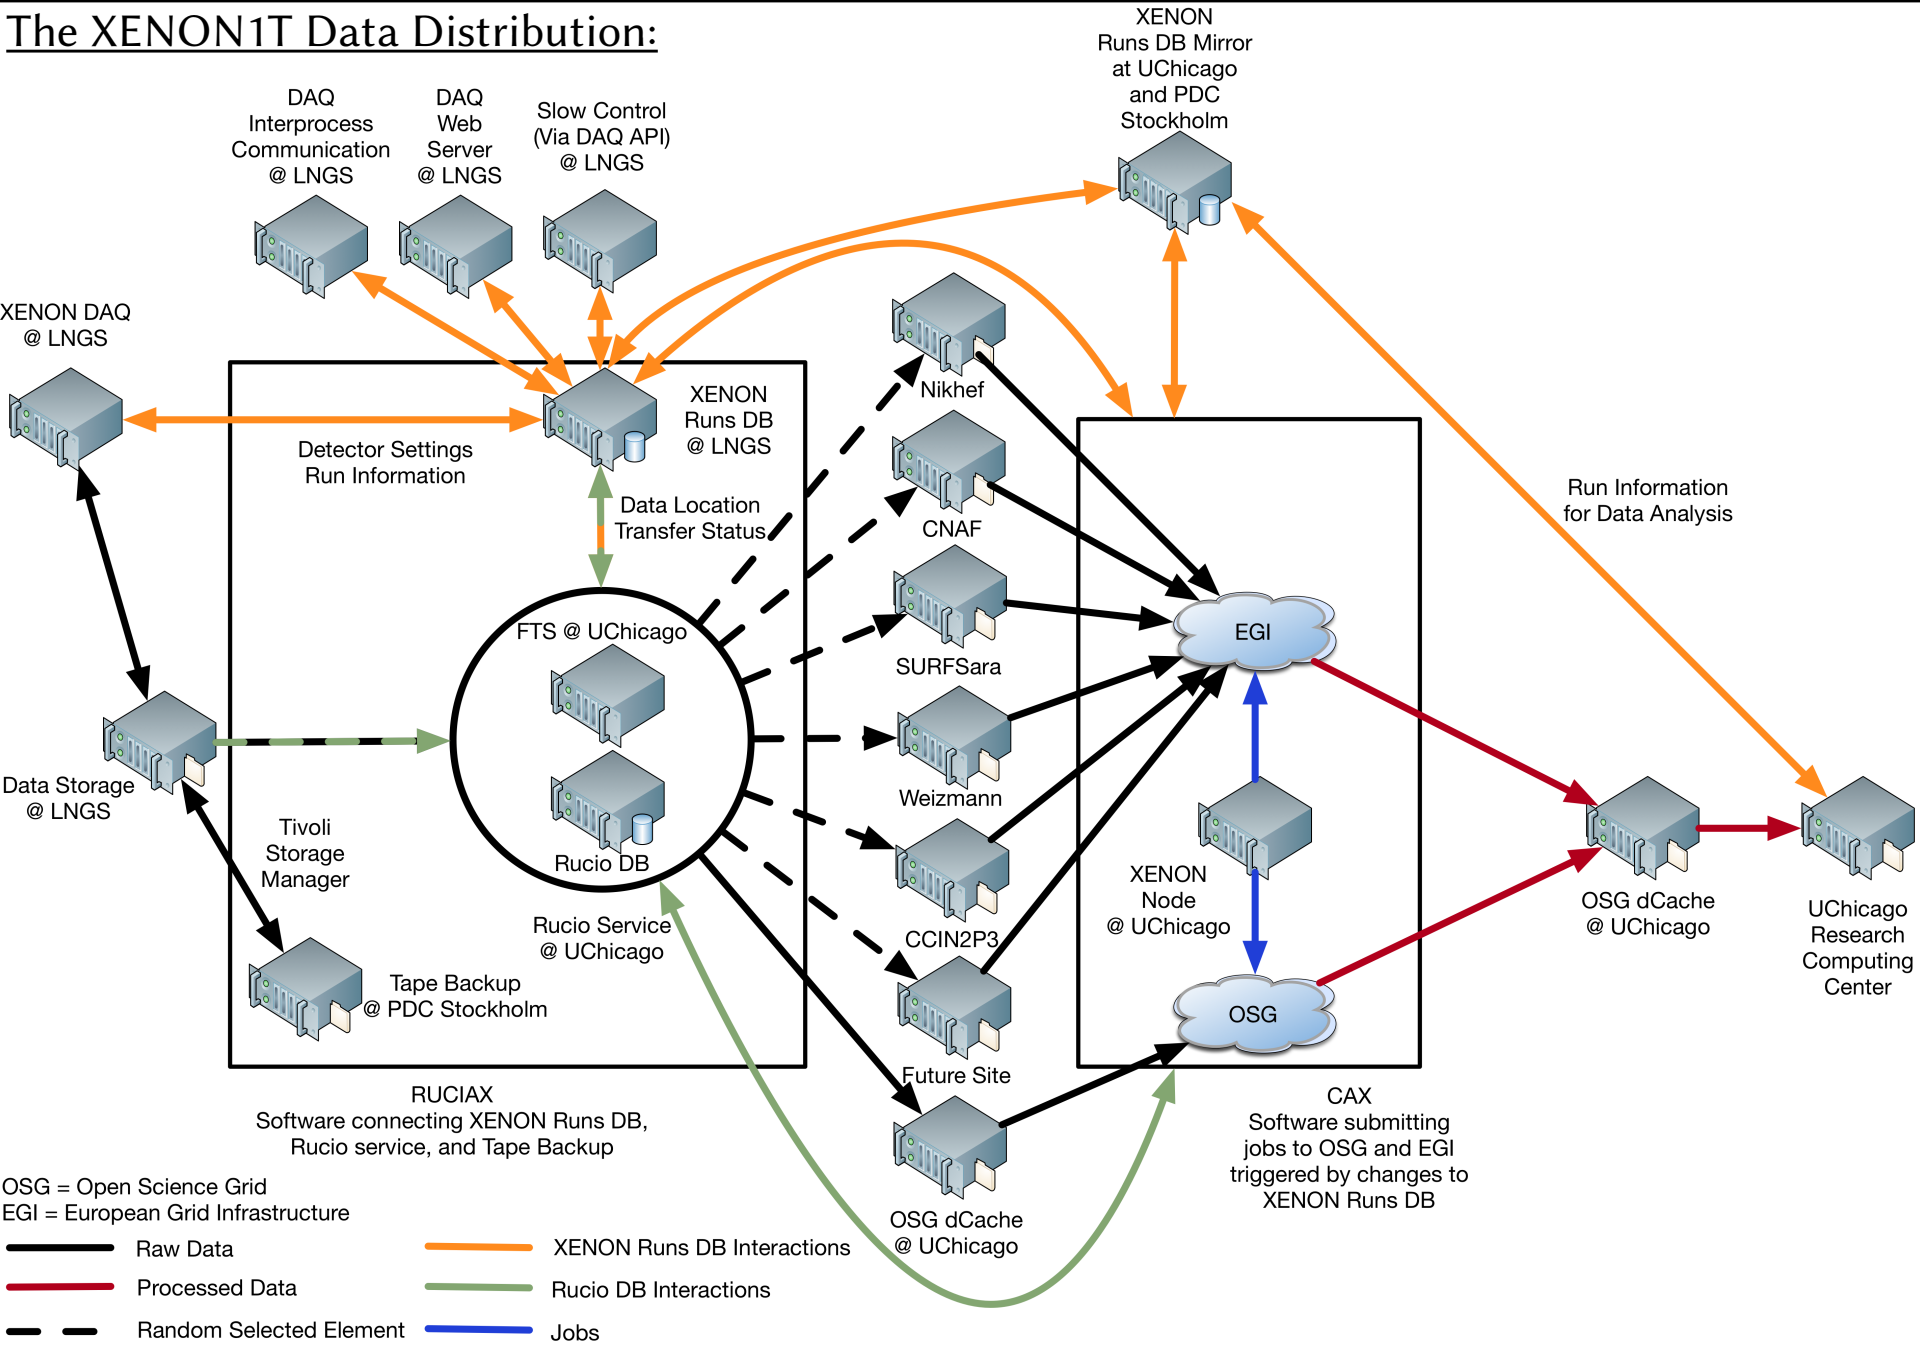 The XENON1T Data Distribution:
XENON
Runs DB Mirror
at UChicago
and PDC
Stockholm
DAQ
Interprocess
Communication
@ LNGS
DAQ
Web
Server
@ LNGS
Slow Control
(Via DAQ API)
@ LNGS
XENON DAQ
@ LNGS
XENON
Runs DB
@ LNGS
Detector Settings
Run Information
Data Location
Transfer Status
Nikhef
CNAF
SURFSara
Weizmann
CCIN2P3
Future Site
OSG dCache
@ UChicago
FTS @ UChicago
Rucio DB
Rucio Service
@ UChicago
Data Storage
@ LNGS
Tivoli
Storage
Manager
Tape Backup
@ PDC Stockholm
EGI
XENON
Node
@ UChicago
OSG
Run Information
for Data Analysis
OSG dCache
@ UChicago
UChicago
Research
Computing
Center
RUCIAX
Software connecting XENON Runs DB,
Rucio service, and Tape Backup
CAX
Software submitting
jobs to OSG and EGI
triggered by changes to
XENON Runs DB
OSG = Open Science Grid
EGI = European Grid Infrastructure
Raw Data
Processed Data
Random Selected Element
XENON Runs DB Interactions
Rucio DB Interactions
Jobs